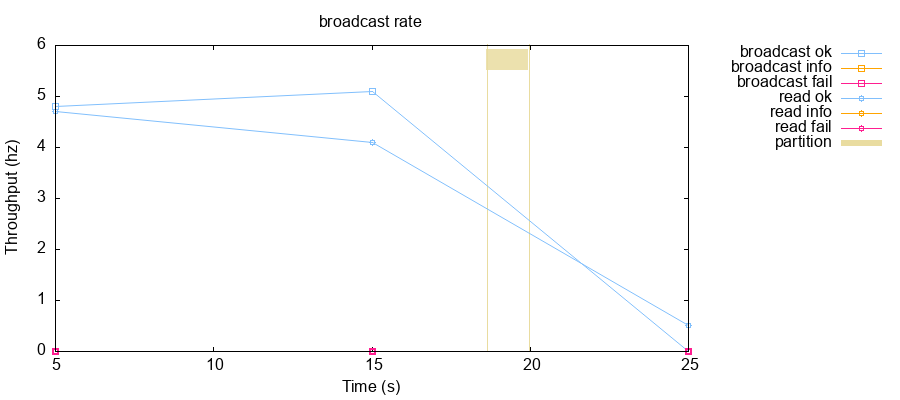 broadcast rate
6
5
4
3
2
1
0
5
10
15
20
25
Throughput (hz)
Time (s)
broadcast ok
broadcast info
broadcast fail
read ok
read info
read fail
partition